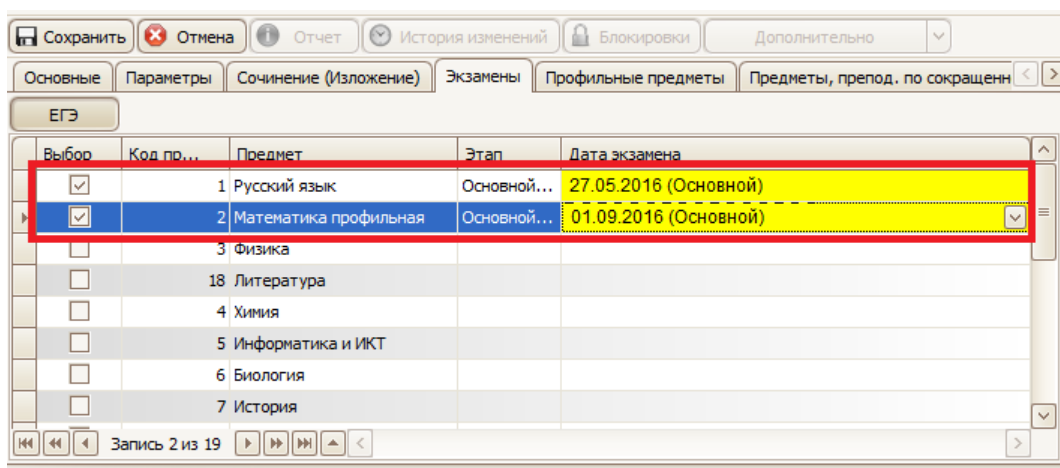 Сохранить Отмена Отчет История изменений Блокировки Дополнительно
Основные Параметры Сочинение (Изложение) Экзамены Профильные предметы Предметы, препод. по сокращенн
ЕГЭ
Выбор Код пр... Предмет Этап Дата экзамена
1 Русский язык Основной... 27.05.2016 (Основной)
2 Математика профильная Основной... 01.09.2016 (Основной)
3 Физика
18 Литература
4 Химия
5 Информатика и ИКТ
6 Биология
7 История
Запись 2 из 19